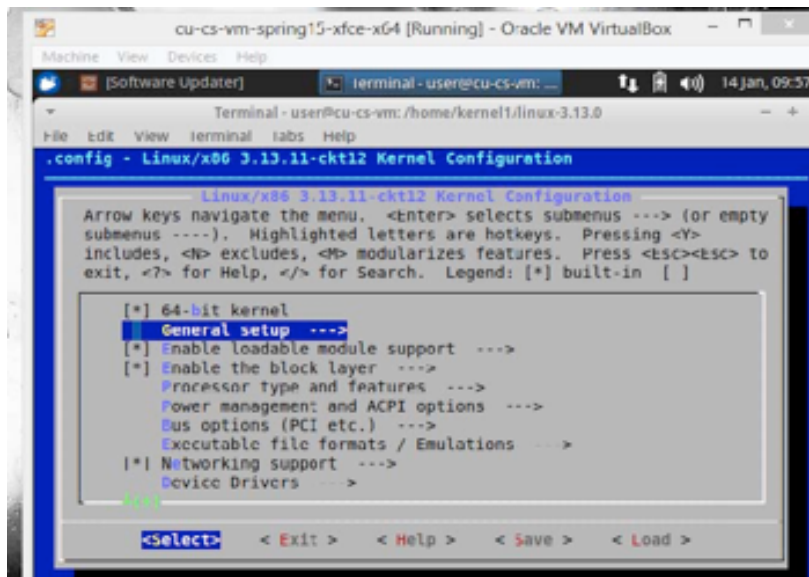 cu-cs-vm-spring15-xfce-x64 [Running] - Oracle VM VirtualBox
Machine View Devices Help
[Software Updater] Terminal - user@cu-cs-vm: ... 14 Jan, 09:57
Terminal - user@cu-cs-vm: /home/kernel1/linux-3.13.0
File Edit View Terminal Tabs Help
.config - Linux/x86 3.13.11-ckt12 Kernel Configuration
Linux/x86 3.13.11-ckt12 Kernel Configuration
Arrow keys navigate the menu. <Enter> selects submenus ---> (or empty
submenus ----). Highlighted letters are hotkeys. Pressing <Y>
includes, <N> excludes, <M> modularizes features. Press <Esc><Esc> to
exit, <?> for Help, </> for Search. Legend: [*] built-in [ ]
[*] 64-bit kernel
General setup --->
[*] Enable loadable module support --->
[*] Enable the block layer --->
Processor type and features --->
Power management and ACPI options --->
Bus options (PCI etc.) --->
Executable file formats / Emulations --->
[*] Networking support --->
Device Drivers --->
<Select> < Exit > < Help > < Save > < Load >